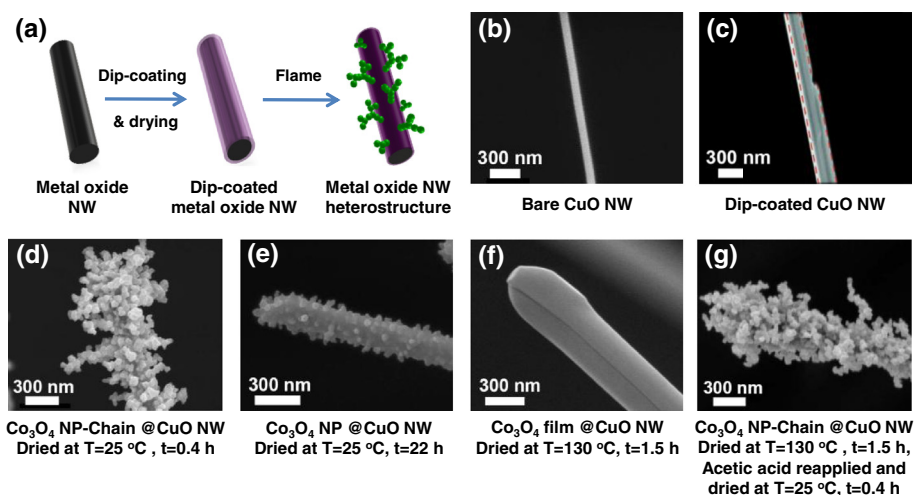 (a)
Dip-coating
& drying
Flame
Metal oxide
NW
Dip-coated
metal oxide NW
Metal oxide NW
heterostructure
(b)
300 nm
Bare CuO NW
(c)
300 nm
Dip-coated CuO NW
(d)
300 nm
Co₃O₄ NP-Chain @CuO NW
Dried at T=25 °C , t=0.4 h
(e)
300 nm
Co₃O₄ NP @CuO NW
Dried at T=25 °C, t=22 h
(f)
300 nm
Co₃O₄ film @CuO NW
Dried at T=130 °C, t=1.5 h
(g)
300 nm
Co₃O₄ NP-Chain @CuO NW
Dried at T=130 °C , t=1.5 h,
Acetic acid reapplied and
dried at T=25 °C, t=0.4 h